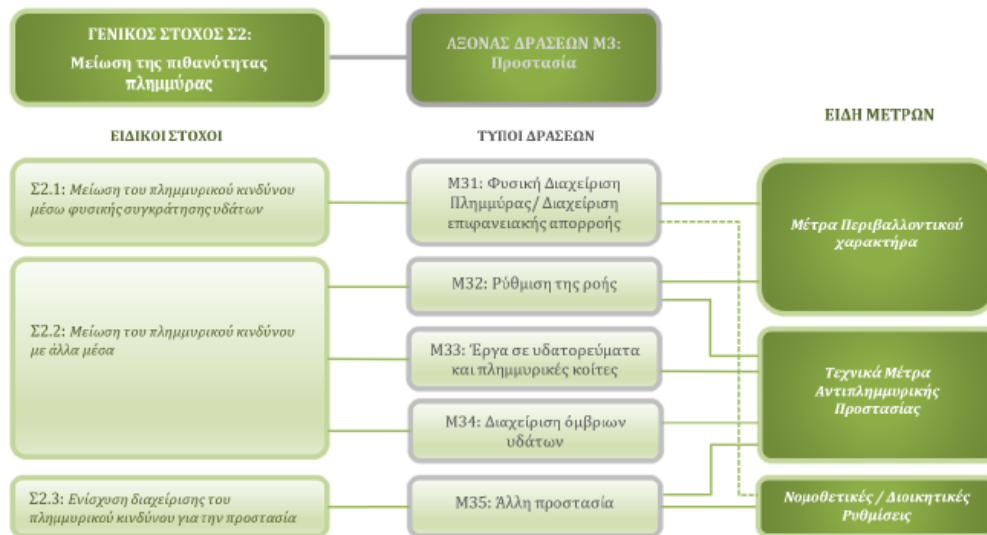 ΓΕΝΙΚΟΣ ΣΤΟΧΟΣ Σ2:
Μείωση της πιθανότητας
πλημμύρας
ΑΞΟΝΑΣ ΔΡΑΣΕΩΝ Μ3:
Προστασία
ΕΙΔΙΚΟΙ ΣΤΟΧΟΙ
ΤΥΠΟΙ ΔΡΑΣΕΩΝ
ΕΙΔΗ ΜΕΤΡΩΝ
Σ2.1: Μείωση του πλημμυρικού κινδύνου
μέσω φυσικής συγκράτησης υδάτων
Μ31: Φυσική Διαχείριση
Πλημμύρας/ Διαχείριση
επιφανειακής απορροής
Μέτρα Περιβαλλοντικού
χαρακτήρα
Σ2.2: Μείωση του πλημμυρικού κινδύνου
με άλλα μέσα
Μ32: Ρύθμιση της ροής
Μ33: Έργα σε υδατορεύματα
και πλημμυρικές κοίτες
Μ34: Διαχείριση όμβριων
υδάτων
Τεχνικά Μέτρα
Αντιπλημμυρικής
Προστασίας
Σ2.3: Ενίσχυση διαχείρισης του
πλημμυρικού κινδύνου για την προστασία
Μ35: Άλλη προστασία
Νομοθετικές / Διοικητικές
Ρυθμίσεις